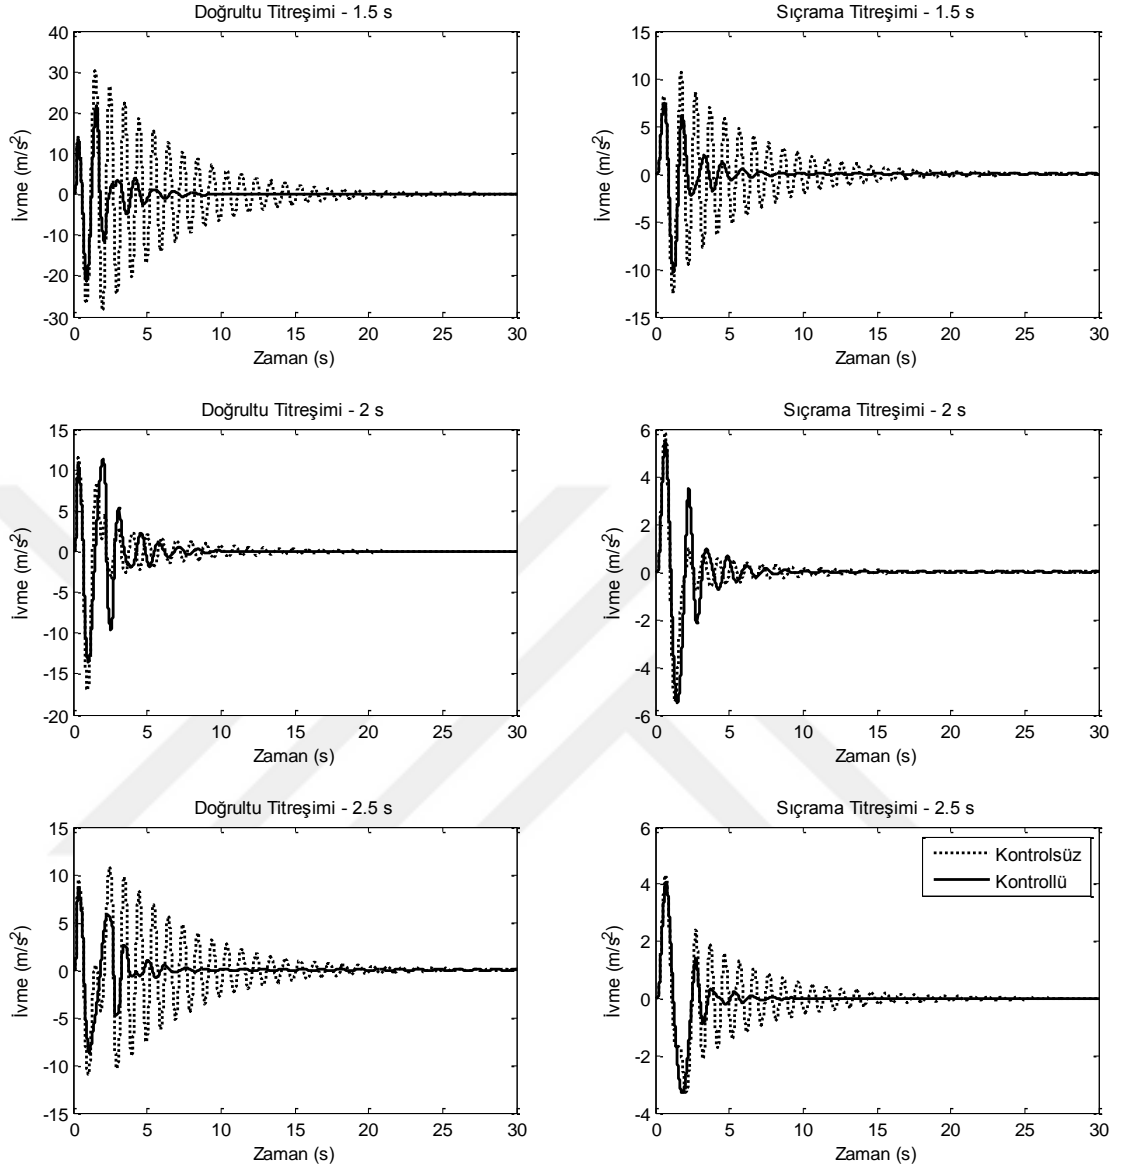 Doğrultu Titreşimi - 1.5 s
40
30
20
10
0
-10
-20
-30
İvme (m/s²)
0 5 10 15 20 25 30
Zaman (s)
Sıçrama Titreşimi - 1.5 s
15
10
5
0
-5
-10
-15
İvme (m/s²)
0 5 10 15 20 25 30
Zaman (s)
Doğrultu Titreşimi - 2 s
15
10
5
0
-5
-10
-15
-20
İvme (m/s²)
0 5 10 15 20 25 30
Zaman (s)
Sıçrama Titreşimi - 2 s
6
4
2
0
-2
-4
-6
İvme (m/s²)
0 5 10 15 20 25 30
Zaman (s)
Doğrultu Titreşimi - 2.5 s
15
10
5
0
-5
-10
-15
İvme (m/s²)
0 5 10 15 20 25 30
Zaman (s)
Sıçrama Titreşimi - 2.5 s
6
4
2
0
-2
-4
İvme (m/s²)
Kontrolsüz
Kontrollü
0 5 10 15 20 25 30
Zaman (s)